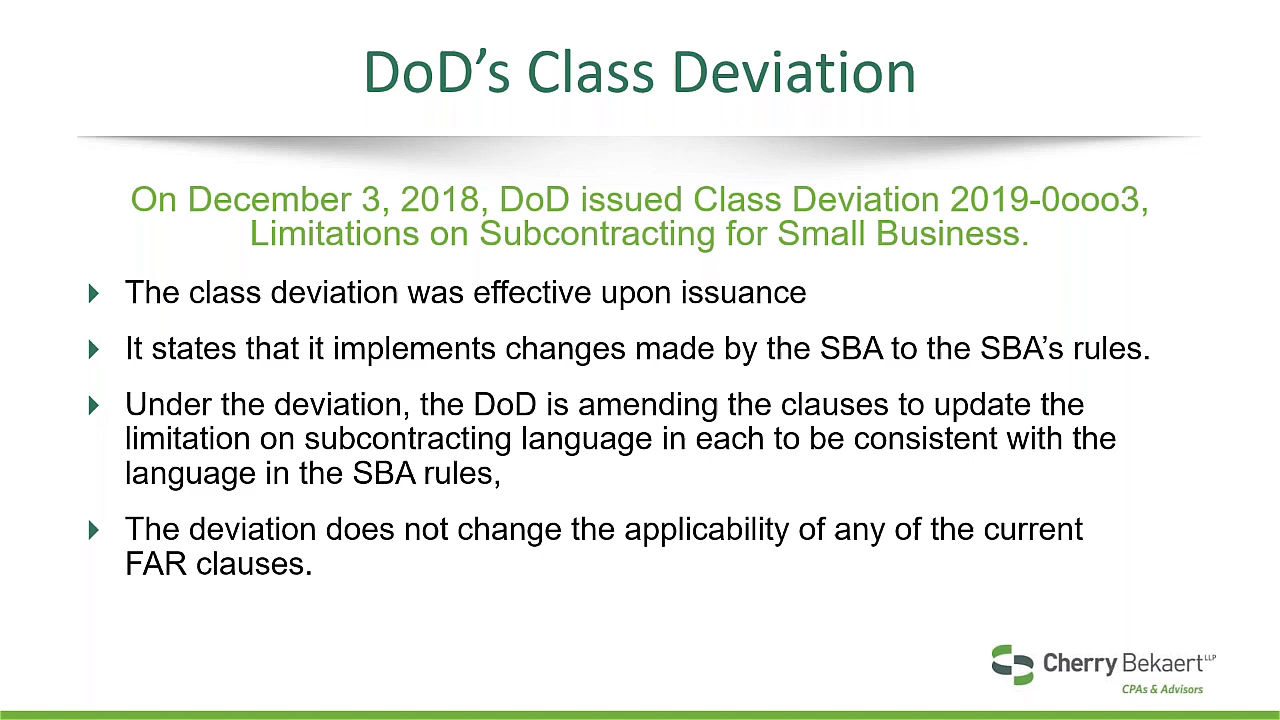 DoD’s Class Deviation
On December 3, 2018, DoD issued Class Deviation 2019-0ooo3,
Limitations on Subcontracting for Small Business.
The class deviation was effective upon issuance
It states that it implements changes made by the SBA to the SBA’s rules.
Under the deviation, the DoD is amending the clauses to update the
limitation on subcontracting language in each to be consistent with the
language in the SBA rules,
The deviation does not change the applicability of any of the current
FAR clauses.
Cherry Bekaert LLP
CPAs & Advisors